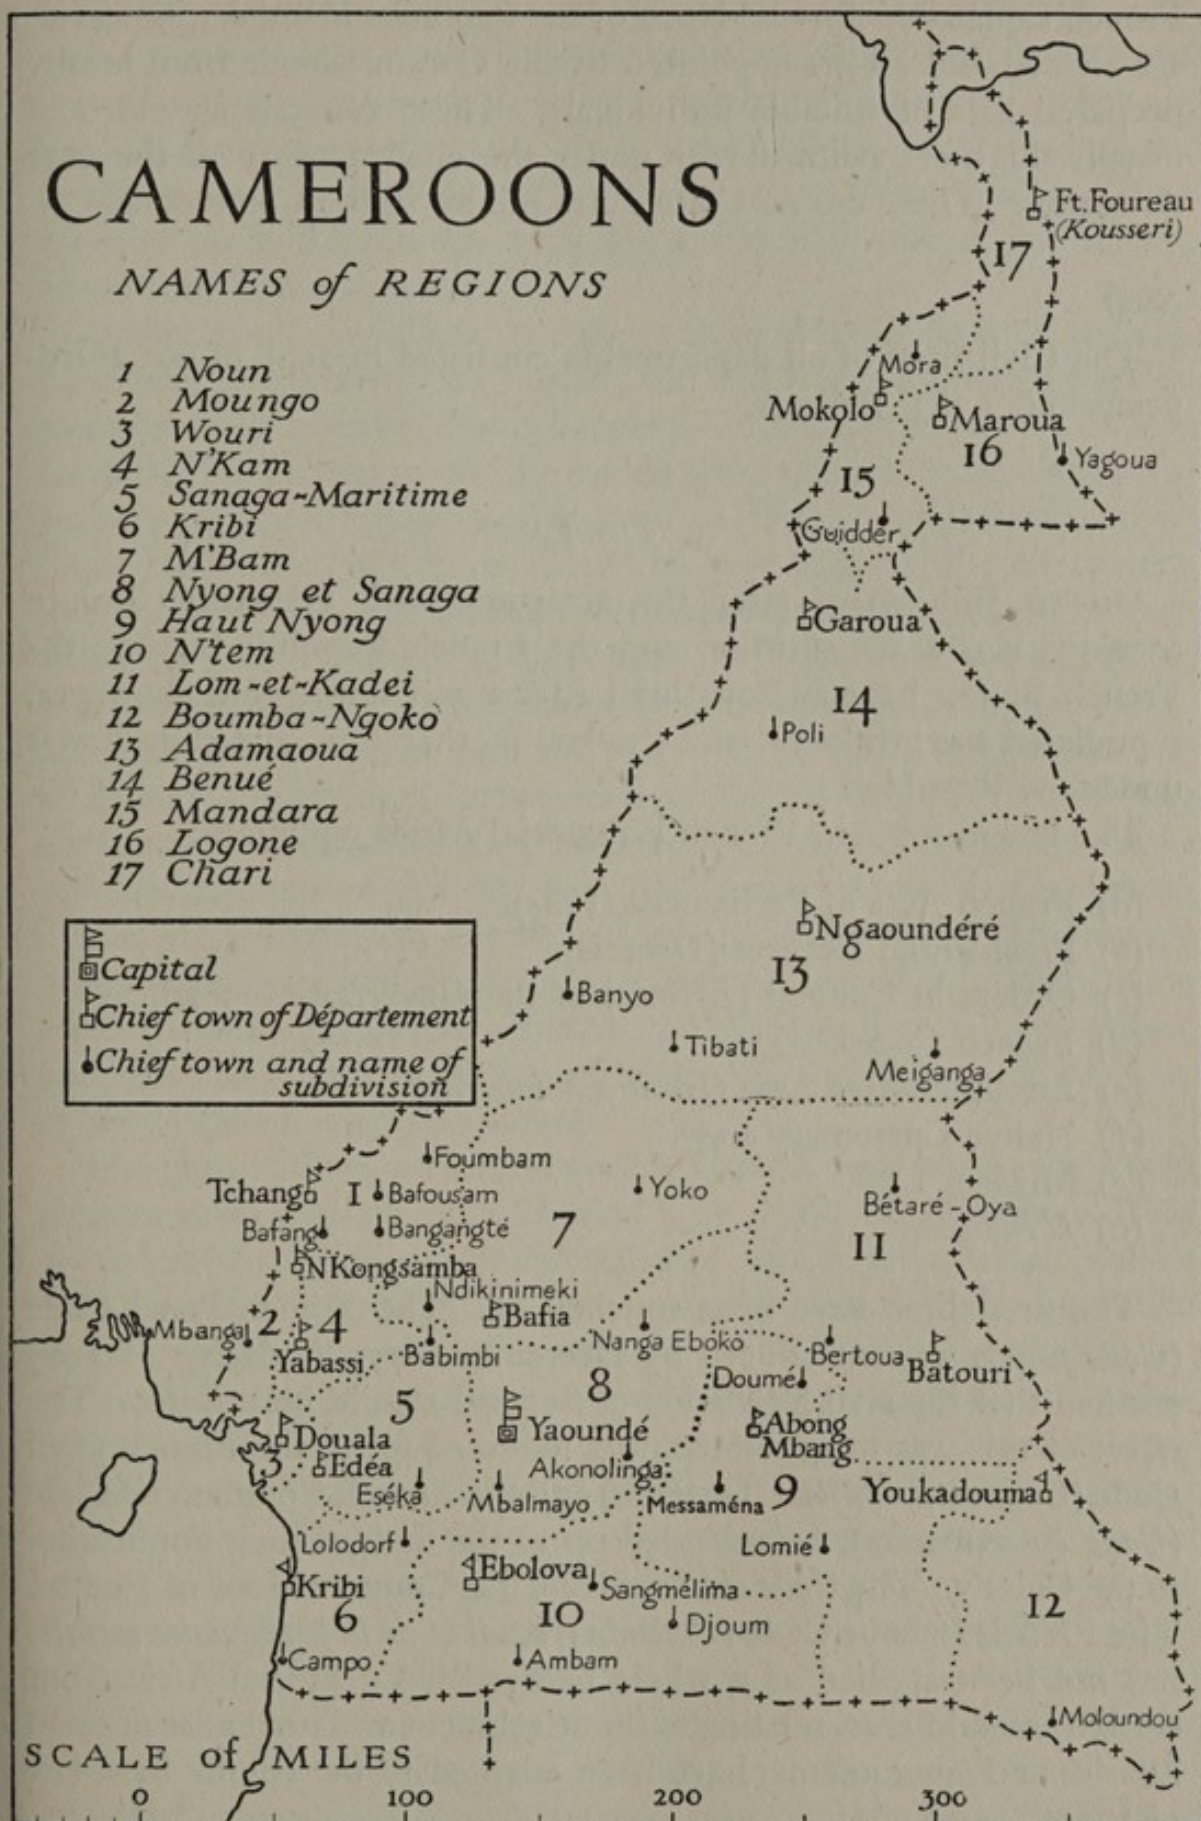 CAMEROONS
NAMES of REGIONS
1 Noun
2 Moungo
3 Wouri
4 N'Kam
5 Sanaga-Maritime
6 Kribi
7 M'Bam
8 Nyong et Sanaga
9 Haut Nyong
10 N'tem
11 Lom-et-Kadei
12 Boumba-Ngoko
13 Adamaoua
14 Benué
15 Mandara
16 Logone
17 Chari
Capital
Chief town of Département
Chief town and name of
subdivision
Ft. Foureau
(Kousseri)
17
Mora
Mokolo
Maroua
16
Yagoua
15
Guidder
Garoua
14
Poli
Ngaoundéré
13
Banyo
Tibati
Meiganga
Foumbam
Tchang
1
Bafousam
Yoko
Bétaré-Oya
Bafang
Bangangté
7
11
NKongsamba
Ndikinimeki
Bafia
Mbanga
2
4
Nanga Eboko
Yabassi
Babimbi
Bertoua
Batouri
Doumé
8
5
Yaoundé
Abong
Mbang
Douala
3
Edéa
Akonolinga
Eséka
Mbalmayo
Messaména
9
Youkadouma
Lolodorf
Lomié
Ebolova
Kribi
Sangmélima
6
10
12
Djoum
Campo
Ambam
Moloundou
SCALE of MILES
0 100 200 300